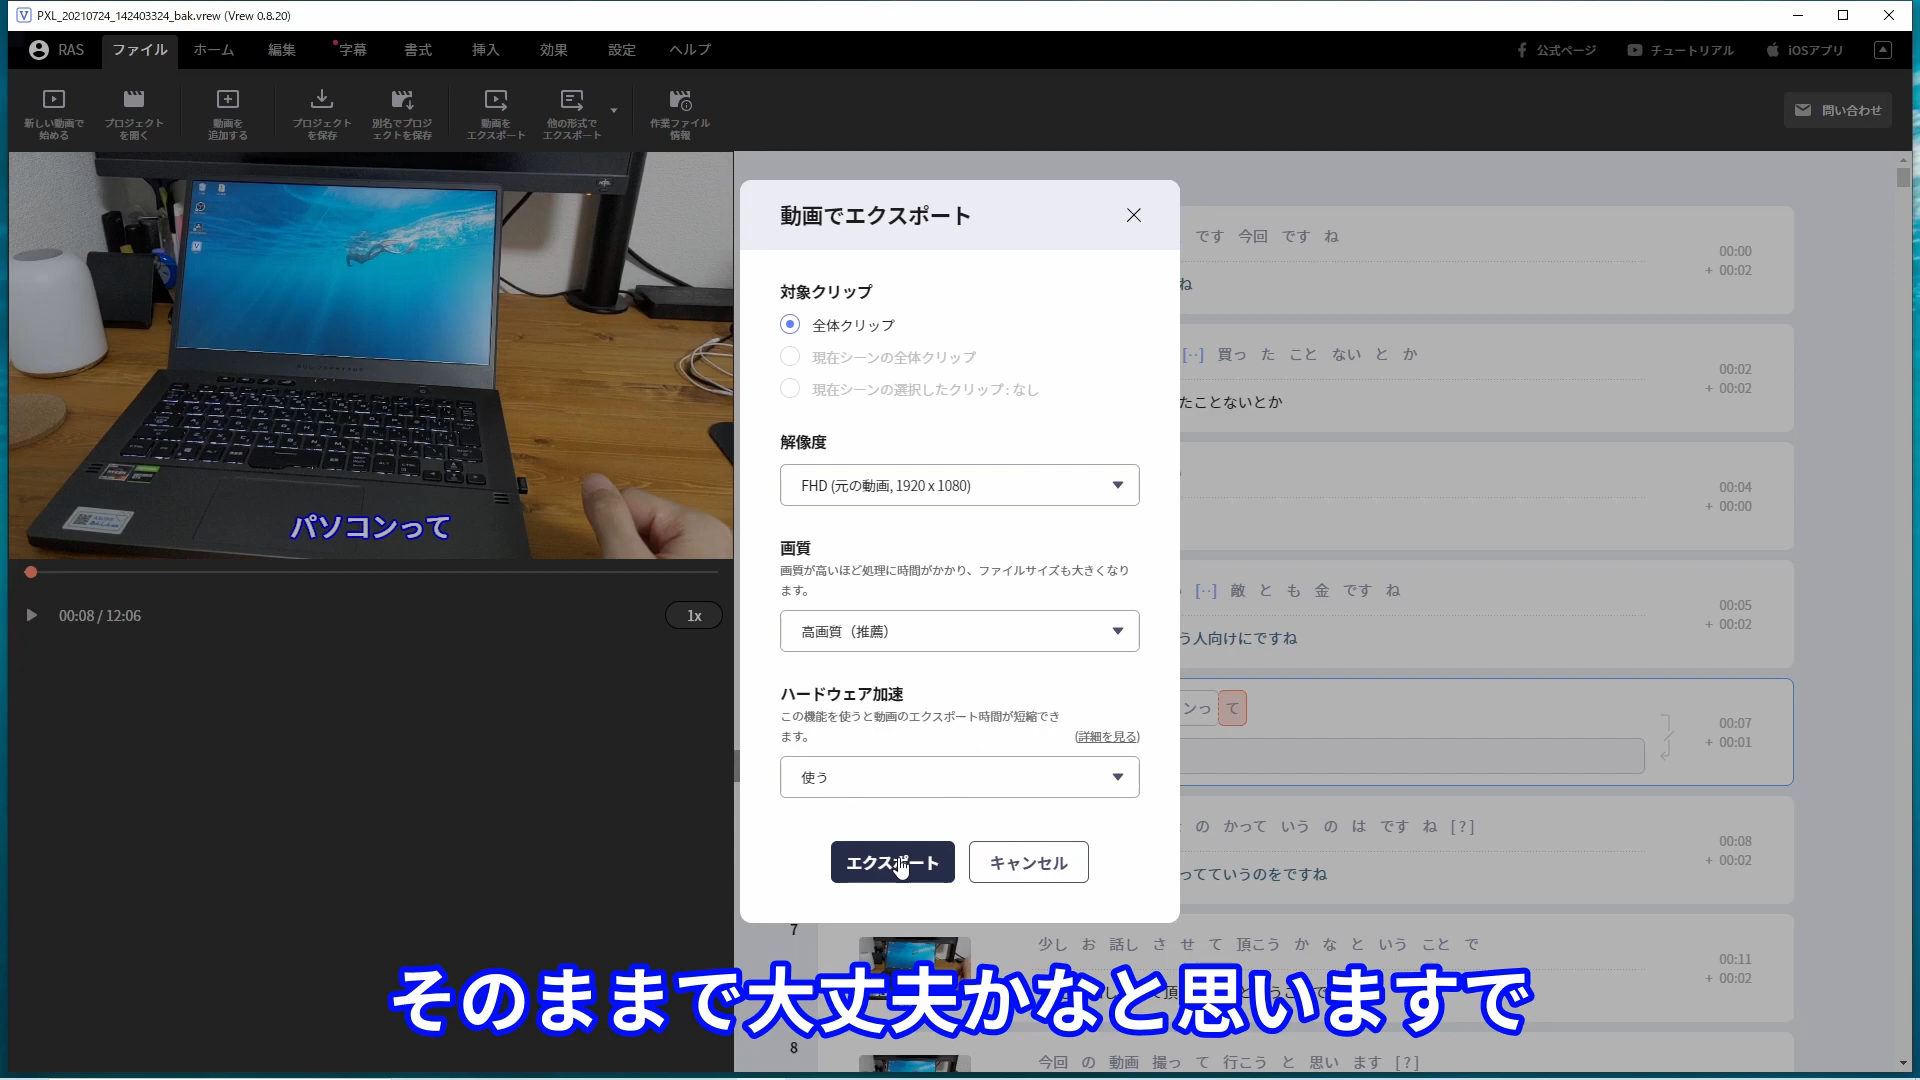 PXL_20210724_142403324_bak.vrew (Vrew 0.8.20)
RAS
ファイル
ホーム
編集
字幕
書式
挿入
効果
設定
ヘルプ
公式ページ
チュートリアル
iOSアプリ
新しい動画で
始める
プロジェクト
を開く
動画を
追加する
プロジェクト
を保存
別名でプロジ
ェクトを保存
動画を
エクスポート
他の形式で
エクスポート
作業ファイル
情報
問い合わせ
パソコンって
00:08 / 12:06
1x
動画でエクスポート
対象クリップ
全体クリップ
現在シーンの全体クリップ
現在シーンの選択したクリップ : なし
解像度
FHD (元の動画, 1920 x 1080)
画質
画質が高いほど処理に時間がかかり、ファイルサイズも大きくなり
ます。
高画質（推薦）
ハードウェア加速
この機能を使うと動画のエクスポート時間が短縮でき
ます。
(詳細を見る)
使う
エクスポート
キャンセル
です 今回 です ね
ね
00:00
+ 00:02
[··] 買っ た こと ない と か
たことないとか
00:02
+ 00:02
00:04
+ 00:00
[··] 敵 と も 金 です ね
う人向けにですね
00:05
+ 00:02
ンっ て
00:07
+ 00:01
の かって いう の は です ね [ ? ]
ってていうのをですね
00:08
+ 00:02
7
少し お 話し さ せ て 頂こう か な と いう こと で
00:11
+ 00:02
そのままで大丈夫かなと思いますで
8
今回 の 動画 撮っ て 行こう と 思い ます [ ? ]